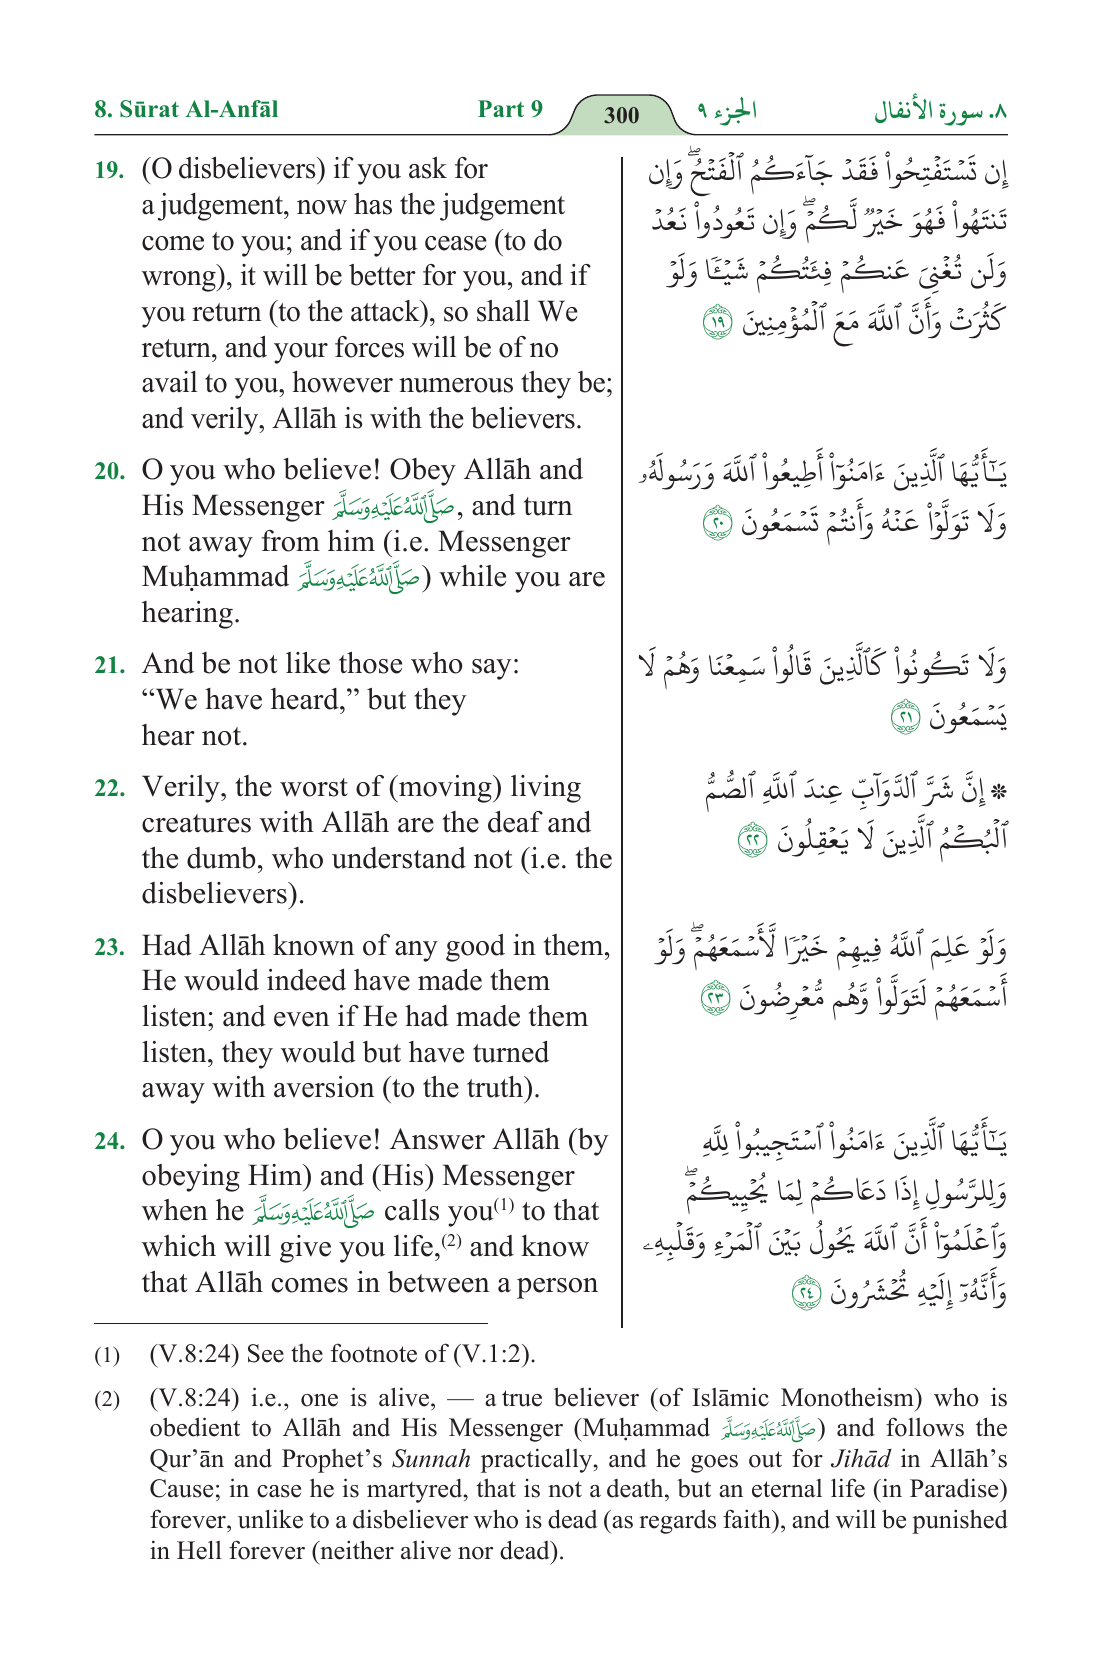 8. Sūrat Al-Anfāl Part 9 300 الجزء ٩ ٨. سورة الأنفال
19. (O disbelievers) if you ask for
a judgement, now has the judgement
come to you; and if you cease (to do
wrong), it will be better for you, and if
you return (to the attack), so shall We
return, and your forces will be of no
avail to you, however numerous they be;
and verily, Allāh is with the believers.
إِن تَسْتَفْتِحُواْ فَقَدْ جَآءَكُمُ ٱلْفَتْحُۖ وَإِن
تَنتَهُواْ فَهُوَ خَيْرٌ لَّكُمْۖ وَإِن تَعُودُواْ نَعُدْ
وَلَن تُغْنِىَ عَنكُمْ فِئَتُكُمْ شَيْـًٔا وَلَوْ
كَثُرَتْ وَأَنَّ ٱللَّهَ مَعَ ٱلْمُؤْمِنِينَ ١٩
20. O you who believe! Obey Allāh and
His Messenger صَلَّى ٱللَّهُ عَلَيْهِ وَسَلَّمَ, and turn
not away from him (i.e. Messenger
Muḥammad صَلَّى ٱللَّهُ عَلَيْهِ وَسَلَّمَ) while you are
hearing.
يَـٰٓأَيُّهَا ٱلَّذِينَ ءَامَنُوٓاْ أَطِيعُواْ ٱللَّهَ وَرَسُولَهُۥ
وَلَا تَوَلَّوْاْ عَنْهُ وَأَنتُمْ تَسْمَعُونَ ٢٠
21. And be not like those who say:
“We have heard,” but they
hear not.
وَلَا تَكُونُواْ كَٱلَّذِينَ قَالُواْ سَمِعْنَا وَهُمْ لَا
يَسْمَعُونَ ٢١
22. Verily, the worst of (moving) living
creatures with Allāh are the deaf and
the dumb, who understand not (i.e. the
disbelievers).
۞ إِنَّ شَرَّ ٱلدَّوَآبِّ عِندَ ٱللَّهِ ٱلصُّمُّ
ٱلْبُكْمُ ٱلَّذِينَ لَا يَعْقِلُونَ ٢٢
23. Had Allāh known of any good in them,
He would indeed have made them
listen; and even if He had made them
listen, they would but have turned
away with aversion (to the truth).
وَلَوْ عَلِمَ ٱللَّهُ فِيهِمْ خَيْرًا لَّأَسْمَعَهُمْۖ وَلَوْ
أَسْمَعَهُمْ لَتَوَلَّواْ وَّهُم مُّعْرِضُونَ ٢٣
24. O you who believe! Answer Allāh (by
obeying Him) and (His) Messenger
when he صَلَّى ٱللَّهُ عَلَيْهِ وَسَلَّمَ calls you(1) to that
which will give you life,(2) and know
that Allāh comes in between a person
يَـٰٓأَيُّهَا ٱلَّذِينَ ءَامَنُواْ ٱسْتَجِيبُواْ لِلَّهِ
وَلِلرَّسُولِ إِذَا دَعَاكُمْ لِمَا يُحْيِيكُمْۖ
وَٱعْلَمُوٓاْ أَنَّ ٱللَّهَ يَحُولُ بَيْنَ ٱلْمَرْءِ وَقَلْبِهِۦ
وَأَنَّهُۥٓ إِلَيْهِ تُحْشَرُونَ ٢٤
(1) (V.8:24) See the footnote of (V.1:2).
(2) (V.8:24) i.e., one is alive, — a true believer (of Islāmic Monotheism) who is
obedient to Allāh and His Messenger (Muḥammad صَلَّى ٱللَّهُ عَلَيْهِ وَسَلَّمَ) and follows the
Qur’ān and Prophet’s Sunnah practically, and he goes out for Jihād in Allāh’s
Cause; in case he is martyred, that is not a death, but an eternal life (in Paradise)
forever, unlike to a disbeliever who is dead (as regards faith), and will be punished
in Hell forever (neither alive nor dead).